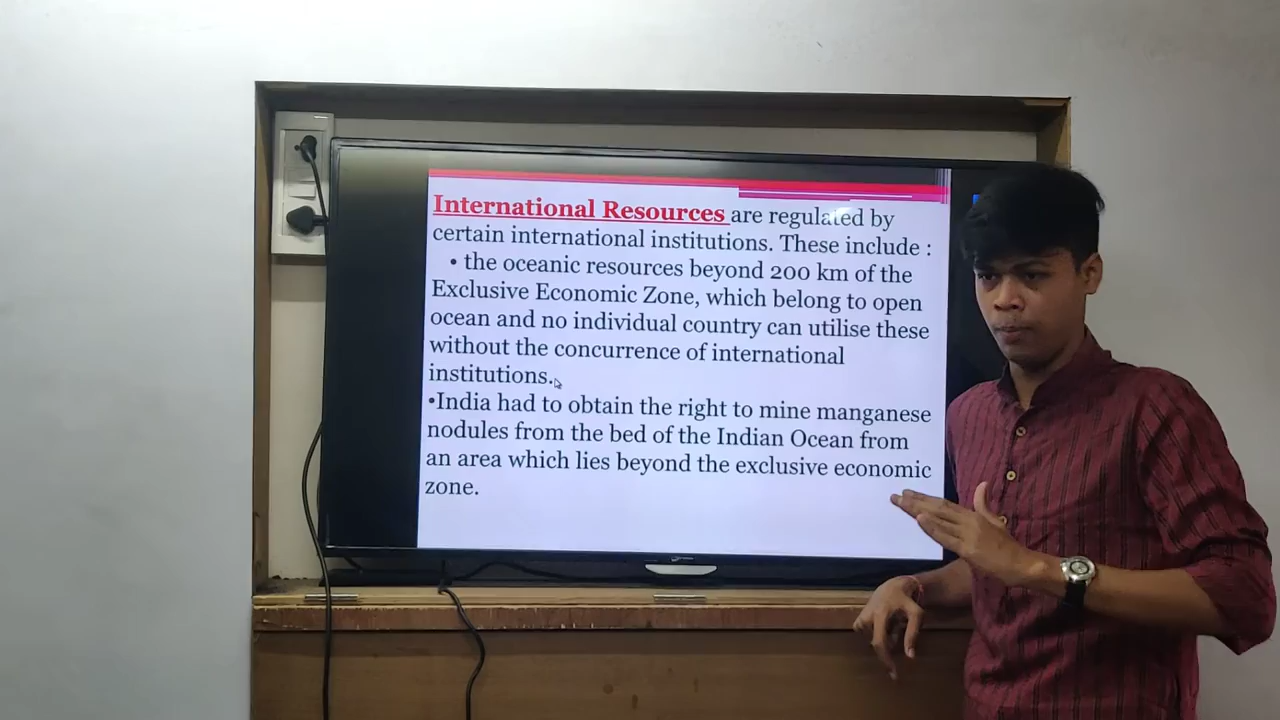 International Resources are regulated by
certain international institutions. These include :
• the oceanic resources beyond 200 km of the
Exclusive Economic Zone, which belong to open
ocean and no individual country can utilise these
without the concurrence of international
institutions.
•India had to obtain the right to mine manganese
nodules from the bed of the Indian Ocean from
an area which lies beyond the exclusive economic
zone.